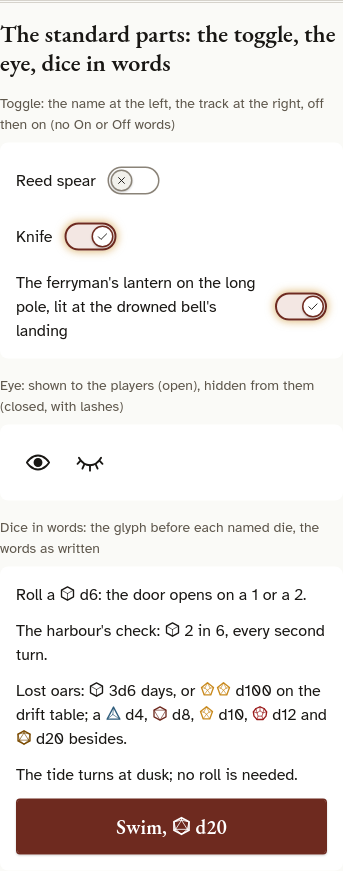 The standard parts: the toggle, the
eye, dice in words
Toggle: the name at the left, the track at the right, off
then on (no On or Off words)
Reed spear
Knife
The ferryman's lantern on the long
pole, lit at the drowned bell's
landing
Eye: shown to the players (open), hidden from them
(closed, with lashes)
Dice in words: the glyph before each named die, the
words as written
Roll a d6: the door opens on a 1 or a 2.
The harbour's check: 2 in 6, every second
turn.
Lost oars: 3d6 days, or d100 on the
drift table; a d4, d8, d10, d12 and
d20 besides.
The tide turns at dusk; no roll is needed.
Swim, d20